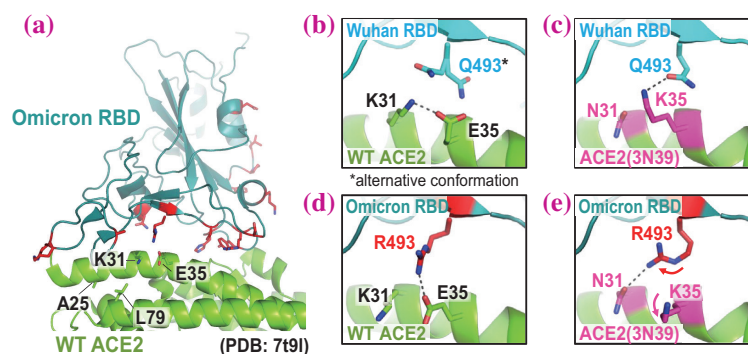 (a)
Omicron RBD
K31
E35
A25
L79
WT ACE2
(PDB: 7t9l)
(b)
Wuhan RBD
Q493*
K31
E35
WT ACE2
*alternative conformation
(c)
Wuhan RBD
Q493
N31
K35
ACE2(3N39)
(d)
Omicron RBD
R493
K31
E35
WT ACE2
(e)
Omicron RBD
R493
N31
K35
ACE2(3N39)